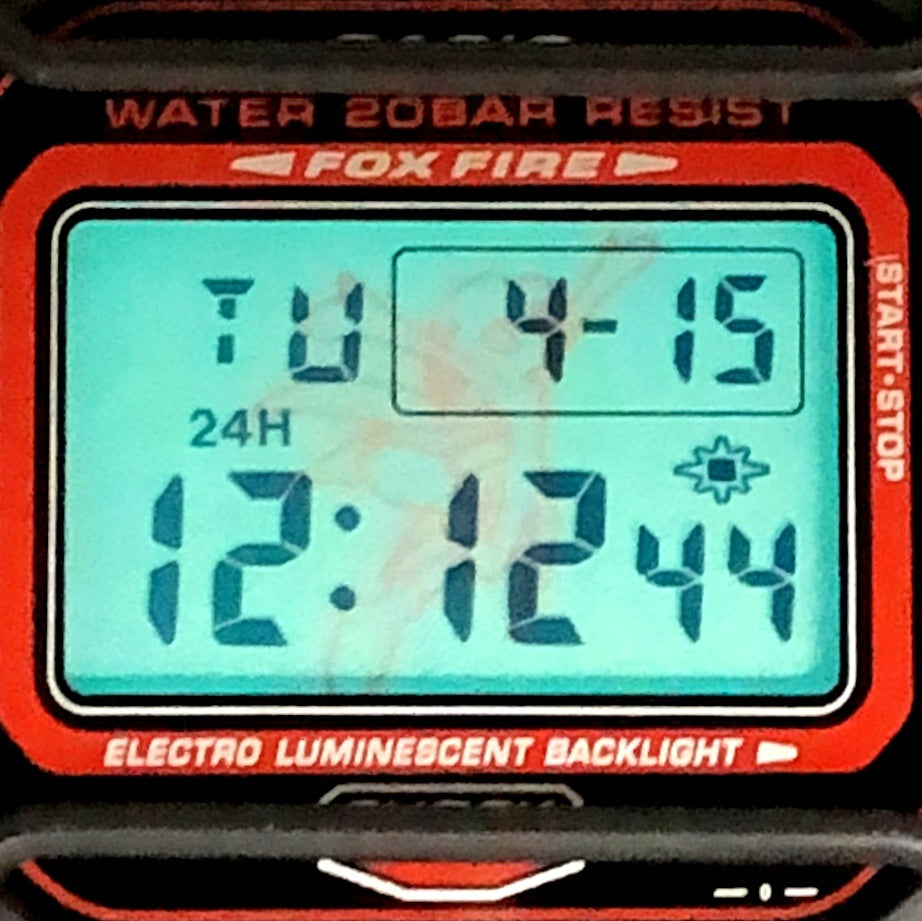 WATER 20BAR RESIST
FOX FIRE
TU 4-15
START·STOP
24H
12:12 44
ELECTRO LUMINESCENT BACKLIGHT